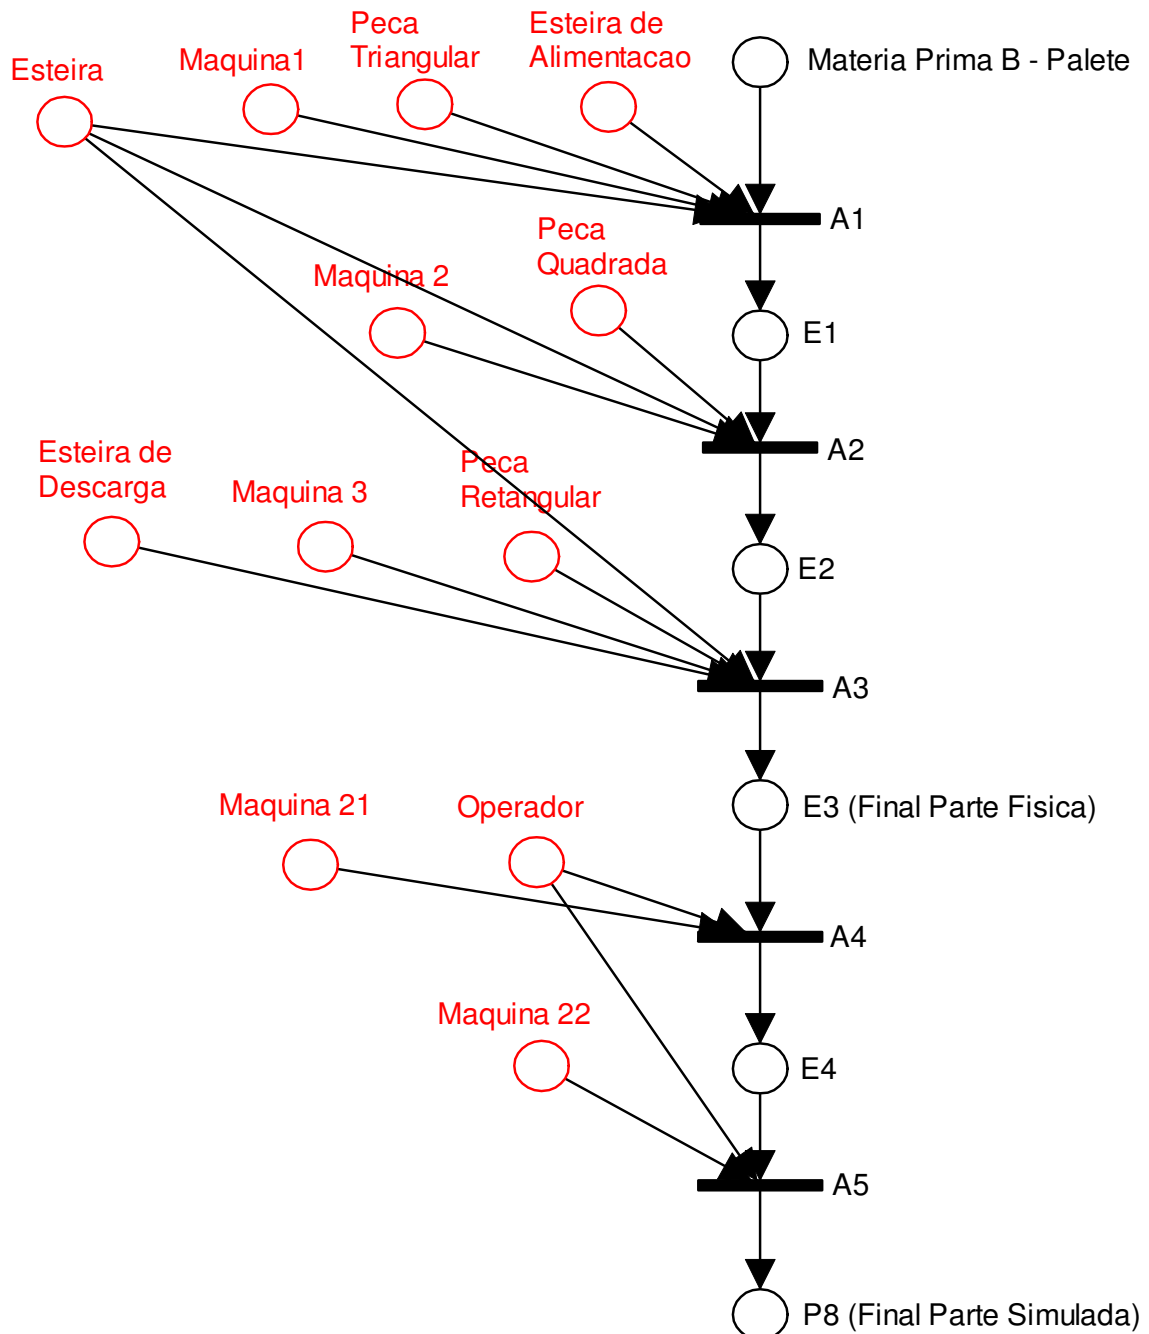 Peca
Triangular
Esteira de
Alimentacao
Materia Prima B - Palete
Esteira
Maquina1
A1
Peca
Quadrada
Maquina 2
E1
A2
Esteira de
Descarga
Maquina 3
Peca
Retangular
E2
A3
Maquina 21
Operador
E3 (Final Parte Fisica)
A4
Maquina 22
E4
A5
P8 (Final Parte Simulada)